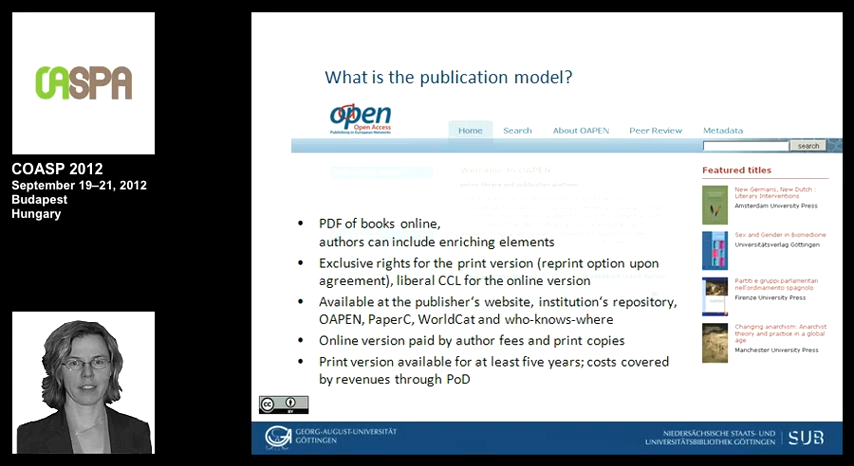 OASPA
COASP 2012
September 19–21, 2012
Budapest
Hungary
What is the publication model?
open
Open Access
Publishing in European Networks
Home Search About OAPEN Peer Review Metadata
search
Welcome to OAPEN
Featured titles
New Germans, New Dutch :
Literary Interventions
Amsterdam University Press
Sex and Gender in Biomedicine
Universitätsverlag Göttingen
Partiti e gruppi parlamentari
nell'ordinamento spagnolo
Firenze University Press
Changing anarchism: Anarchist
theory and practice in a global
age
Manchester University Press
• PDF of books online,
authors can include enriching elements
• Exclusive rights for the print version (reprint option upon
agreement), liberal CCL for the online version
• Available at the publisher's website, institution's repository,
OAPEN, PaperC, WorldCat and who-knows-where
• Online version paid by author fees and print copies
• Print version available for at least five years; costs covered
by revenues through PoD
cc BY
GEORG-AUGUST-UNIVERSITÄT
GÖTTINGEN
NIEDERSÄCHSISCHE STAATS- UND
UNIVERSITÄTSBIBLIOTHEK GÖTTINGEN
SUB